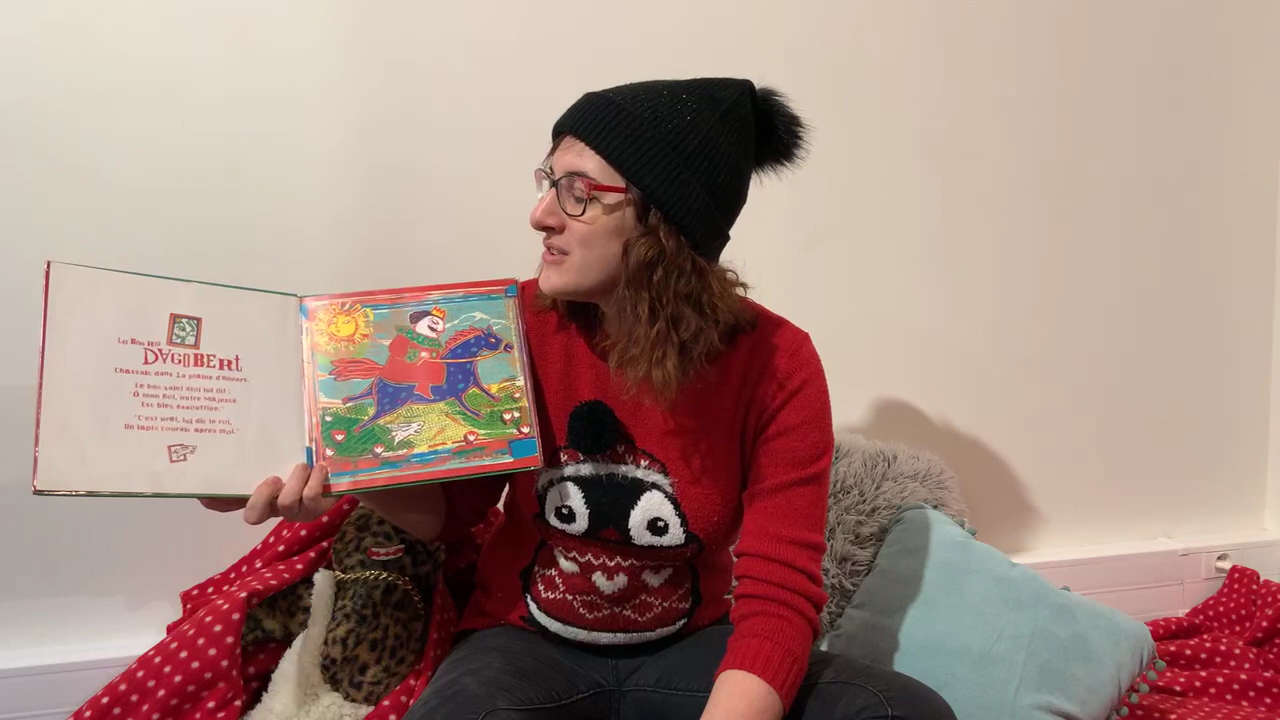 Le Bon Roi
DAGOBERT
Chassait dans la plaine d'Anvers.
Le bon saint Éloi lui dit :
"Ô mon Roi, votre Majesté
Est bien essoufflée."
"C'est vrai, lui dit le roi,
Un lapin courait après moi."